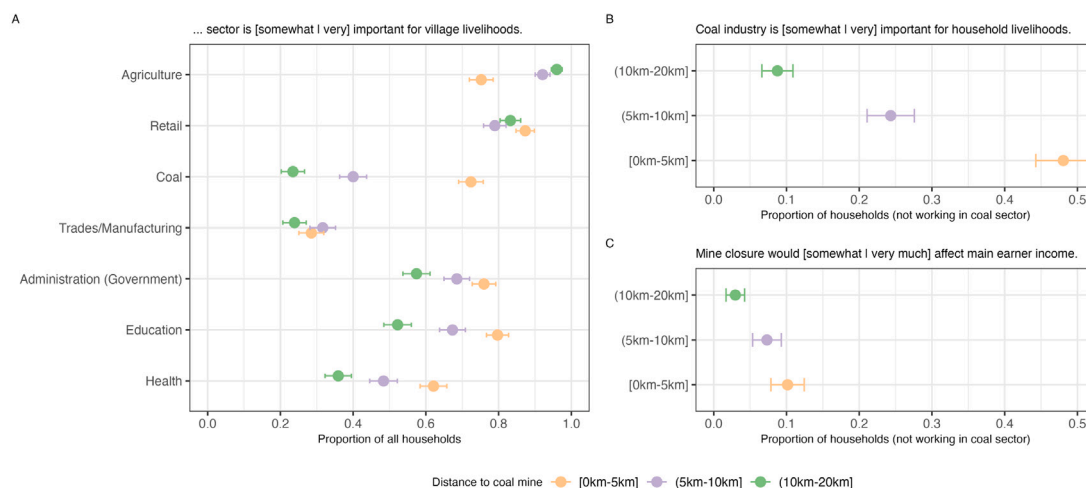 A
... sector is [somewhat | very] important for village livelihoods.
Agriculture
Retail
Coal
Trades/Manufacturing
Administration (Government)
Education
Health
0.0 0.2 0.4 0.6 0.8 1.0
Proportion of all households
B
Coal industry is [somewhat | very] important for household livelihoods.
(10km-20km]
(5km-10km]
[0km-5km]
0.0 0.1 0.2 0.3 0.4 0.5
Proportion of households (not working in coal sector)
C
Mine closure would [somewhat | very much] affect main earner income.
(10km-20km]
(5km-10km]
[0km-5km]
0.0 0.1 0.2 0.3 0.4 0.5
Proportion of households (not working in coal sector)
Distance to coal mine [0km-5km] (5km-10km] (10km-20km]